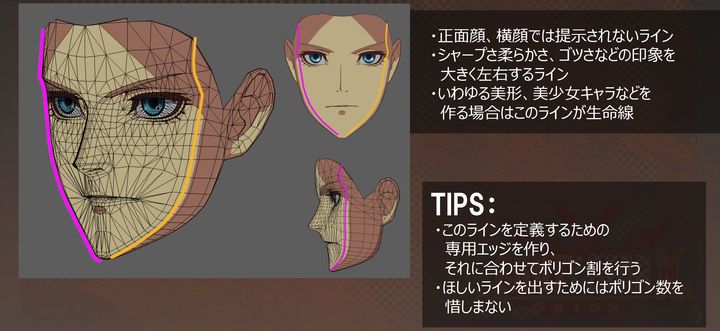 ・正面顔、横顔では提示されないライン
・シャープさ柔らかさ、ゴツさなどの印象を
大きく左右するライン
・いわゆる美形、美少女キャラなどを
作る場合はこのラインが生命線
TIPS:
・このラインを定義するための
専用エッジを作り、
それに合わせてポリゴン割を行う
・ほしいラインを出すためにはポリゴン数を
惜しまない